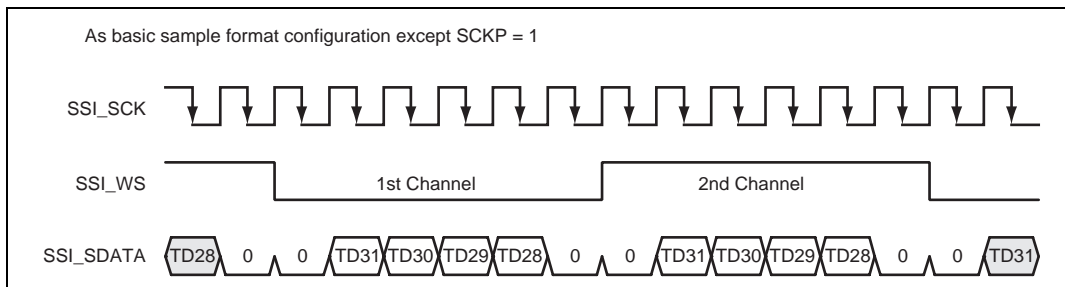 As basic sample format configuration except SCKP = 1
SSI_SCK
SSI_WS 1st Channel 2nd Channel
SSI_SDATA TD28 0 0 TD31 TD30 TD29 TD28 0 0 TD31 TD30 TD29 TD28 0 0 TD31